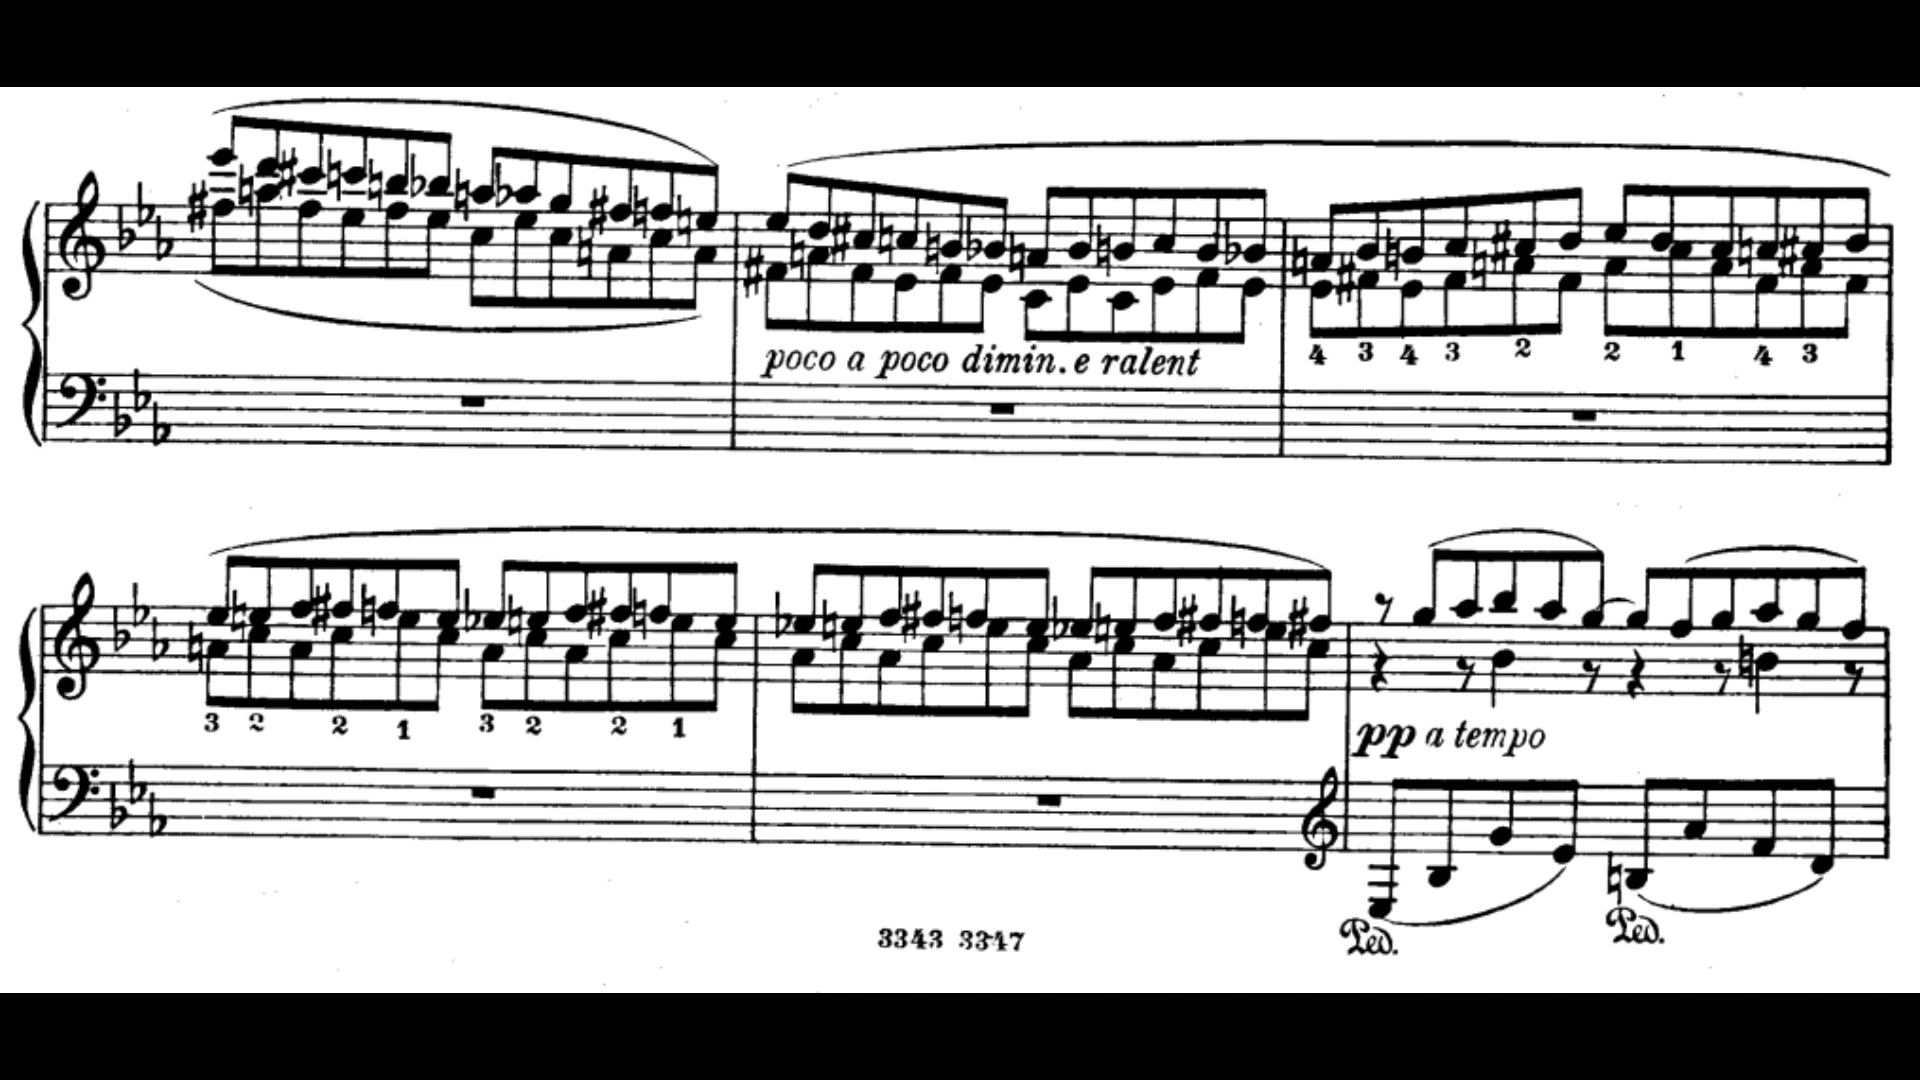 poco a poco dimin. e ralent
4 3 4 3 2 2 1 4 3
3 2 2 1 3 2 2 1
pp a tempo
Ped. Ped.
3343 3347